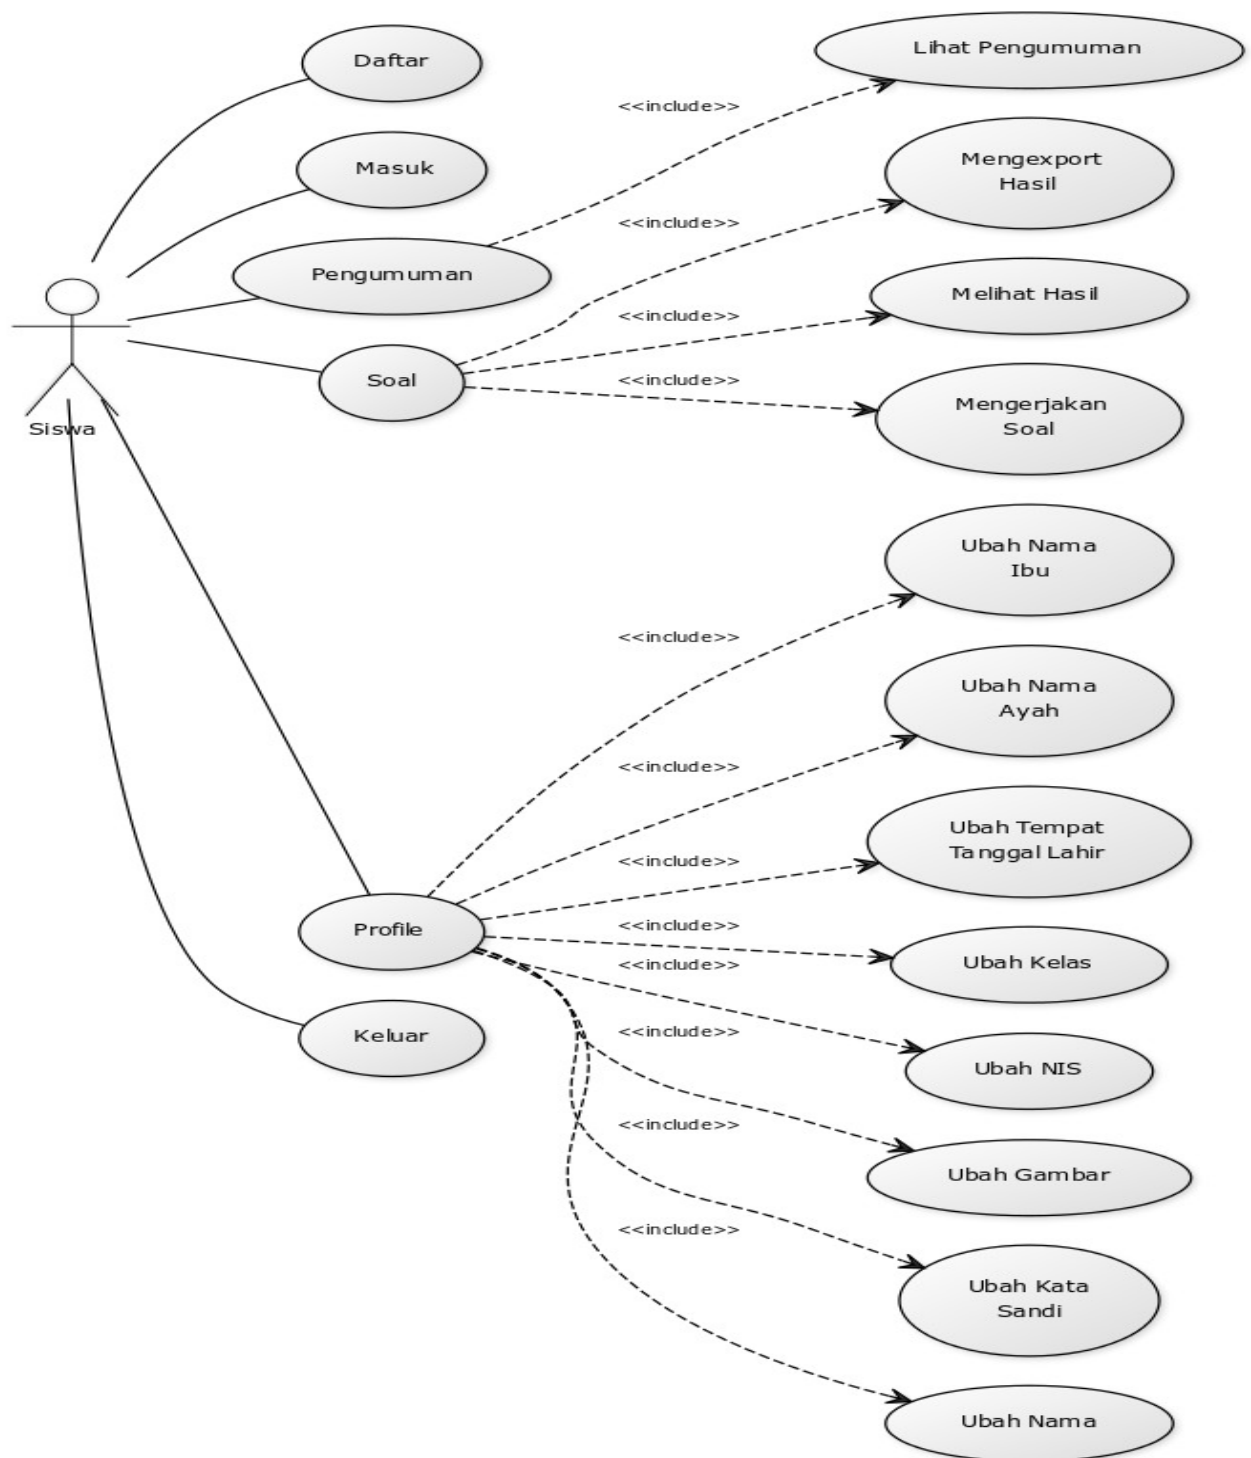 Daftar
Masuk
Pengumuman
Soal
Siswa
Profile
Keluar
<<include>>
<<include>>
<<include>>
<<include>>
<<include>>
<<include>>
<<include>>
<<include>>
<<include>>
<<include>>
<<include>>
<<include>>
Lihat Pengumuman
Mengexport
Hasil
Melihat Hasil
Mengerjakan
Soal
Ubah Nama
Ibu
Ubah Nama
Ayah
Ubah Tempat
Tanggal Lahir
Ubah Kelas
Ubah NIS
Ubah Gambar
Ubah Kata
Sandi
Ubah Nama